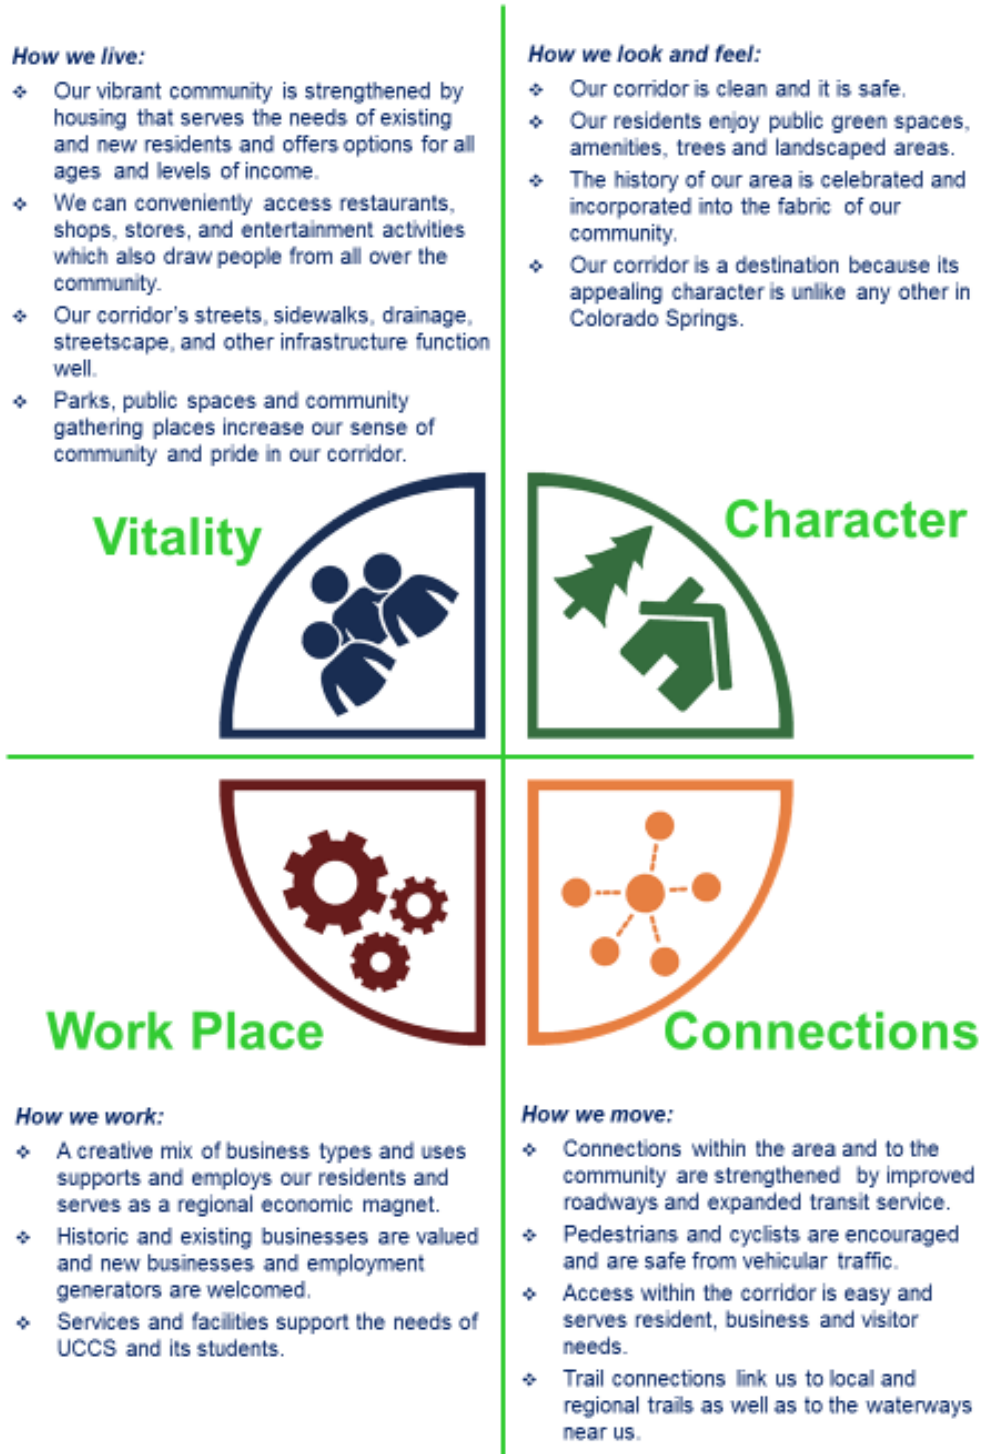 How we live:
❖ Our vibrant community is strengthened by
housing that serves the needs of existing
and new residents and offers options for all
ages and levels of income.
❖ We can conveniently access restaurants,
shops, stores, and entertainment activities
which also draw people from all over the
community.
❖ Our corridor's streets, sidewalks, drainage,
streetscape, and other infrastructure function
well.
❖ Parks, public spaces and community
gathering places increase our sense of
community and pride in our corridor.
Vitality
How we look and feel:
❖ Our corridor is clean and it is safe.
❖ Our residents enjoy public green spaces,
amenities, trees and landscaped areas.
❖ The history of our area is celebrated and
incorporated into the fabric of our
community.
❖ Our corridor is a destination because its
appealing character is unlike any other in
Colorado Springs.
Character
Work Place
How we work:
❖ A creative mix of business types and uses
supports and employs our residents and
serves as a regional economic magnet.
❖ Historic and existing businesses are valued
and new businesses and employment
generators are welcomed.
❖ Services and facilities support the needs of
UCCS and its students.
Connections
How we move:
❖ Connections within the area and to the
community are strengthened by improved
roadways and expanded transit service.
❖ Pedestrians and cyclists are encouraged
and are safe from vehicular traffic.
❖ Access within the corridor is easy and
serves resident, business and visitor
needs.
❖ Trail connections link us to local and
regional trails as well as to the waterways
near us.